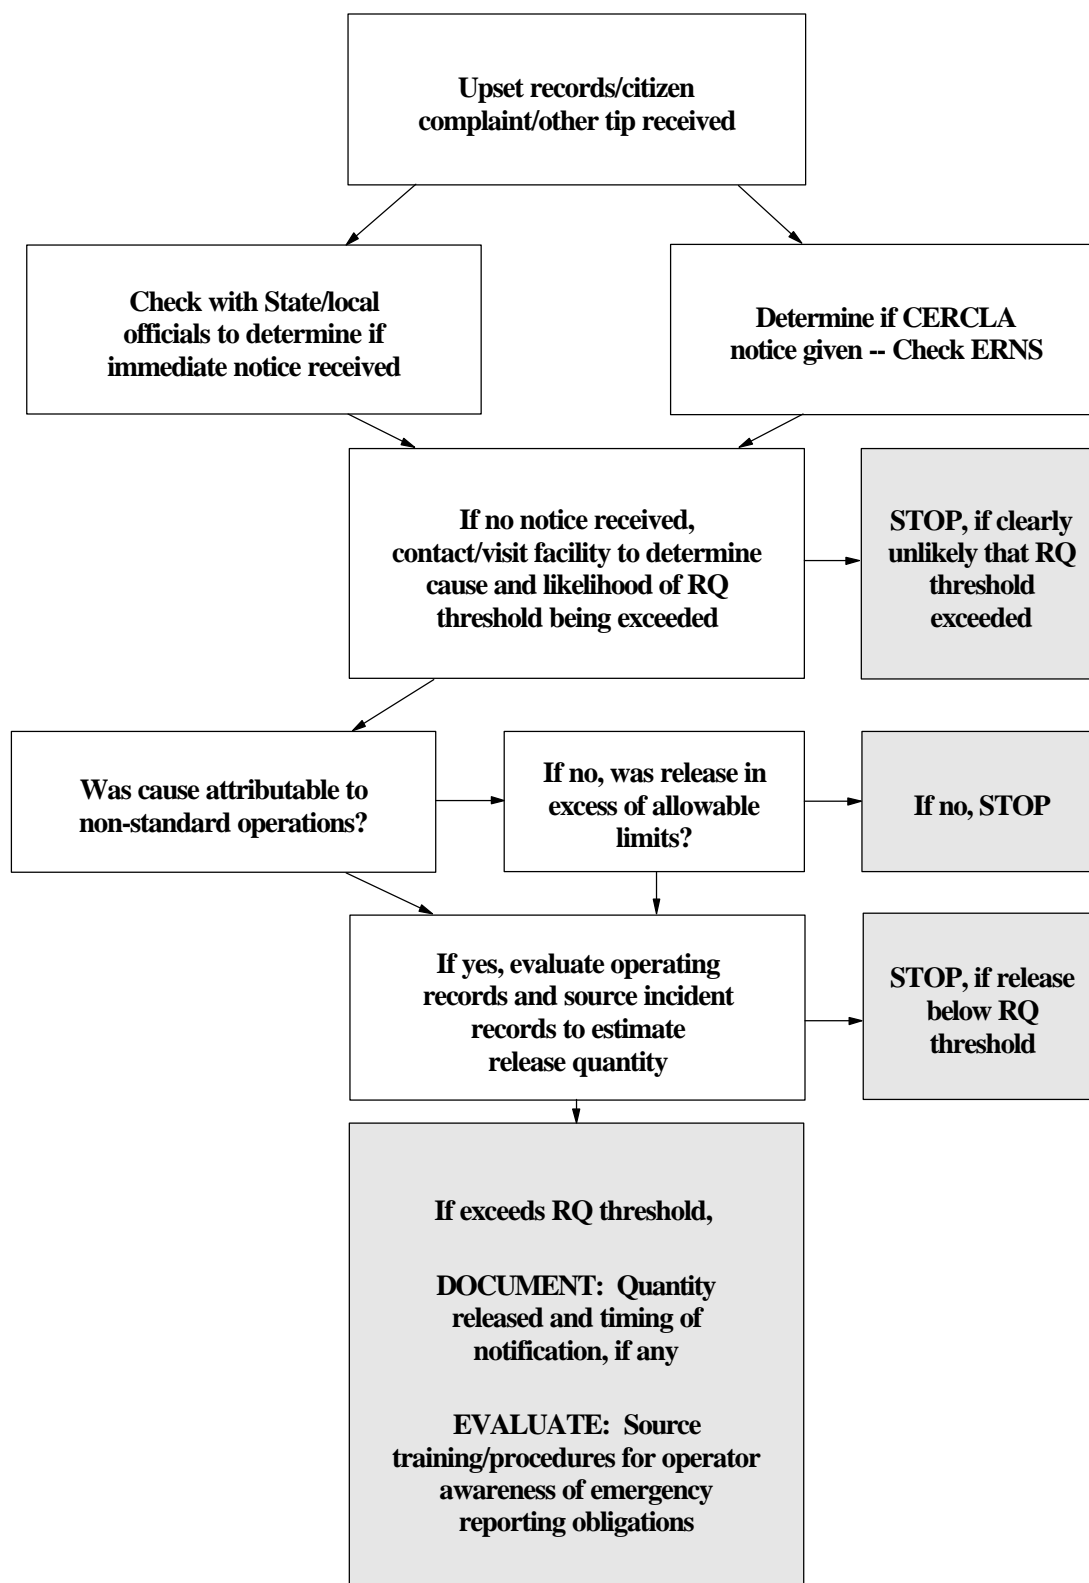 Upset records/citizen
complaint/other tip received
Check with State/local
officials to determine if
immediate notice received
Determine if CERCLA
notice given -- Check ERNS
If no notice received,
contact/visit facility to determine
cause and likelihood of RQ
threshold being exceeded
STOP, if clearly
unlikely that RQ
threshold
exceeded
Was cause attributable to
non-standard operations?
If no, was release in
excess of allowable
limits?
If no, STOP
If yes, evaluate operating
records and source incident
records to estimate
release quantity
STOP, if release
below RQ
threshold
If exceeds RQ threshold,
DOCUMENT:  Quantity
released and timing of
notification, if any
EVALUATE:  Source
training/procedures for operator
awareness of emergency
reporting obligations